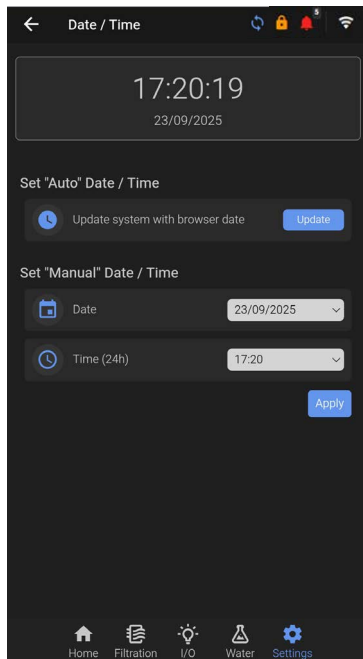 Date / Time
5
17:20:19
23/09/2025
Set "Auto" Date / Time
Update system with browser date
Update
Set "Manual" Date / Time
Date
23/09/2025
Time (24h)
17:20
Apply
Home Filtration I/O Water Settings